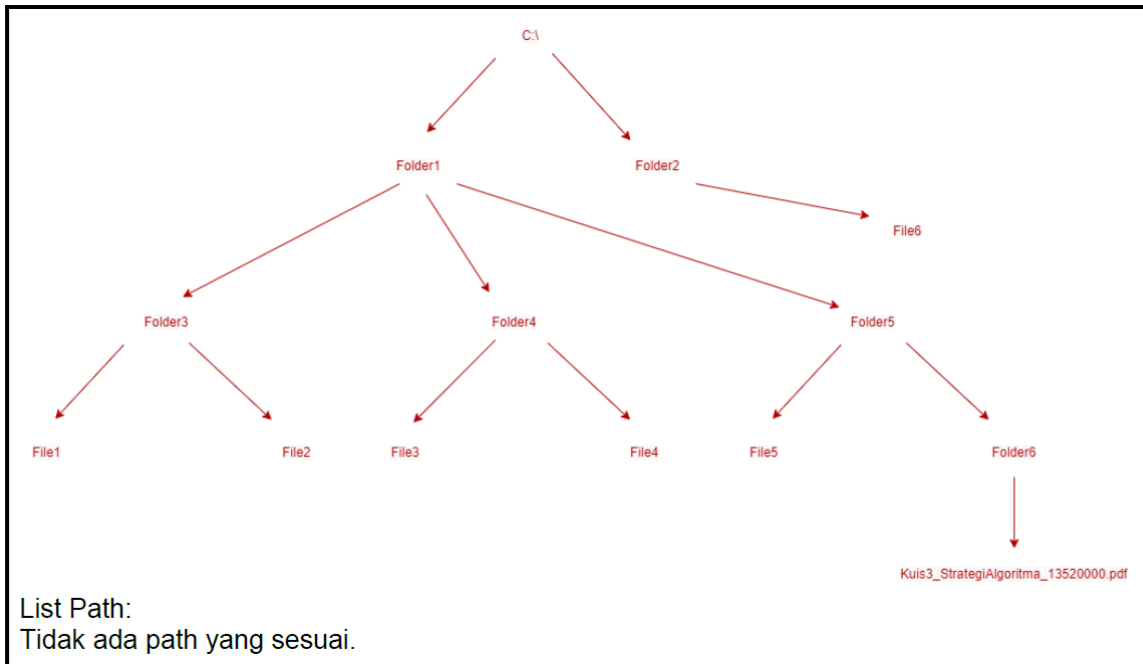 C:\
Folder1 Folder2
File6
Folder3 Folder4 Folder5
File1 File2 File3 File4 File5 Folder6
Kuis3_StrategiAlgoritma_13520000.pdf
List Path:
Tidak ada path yang sesuai.